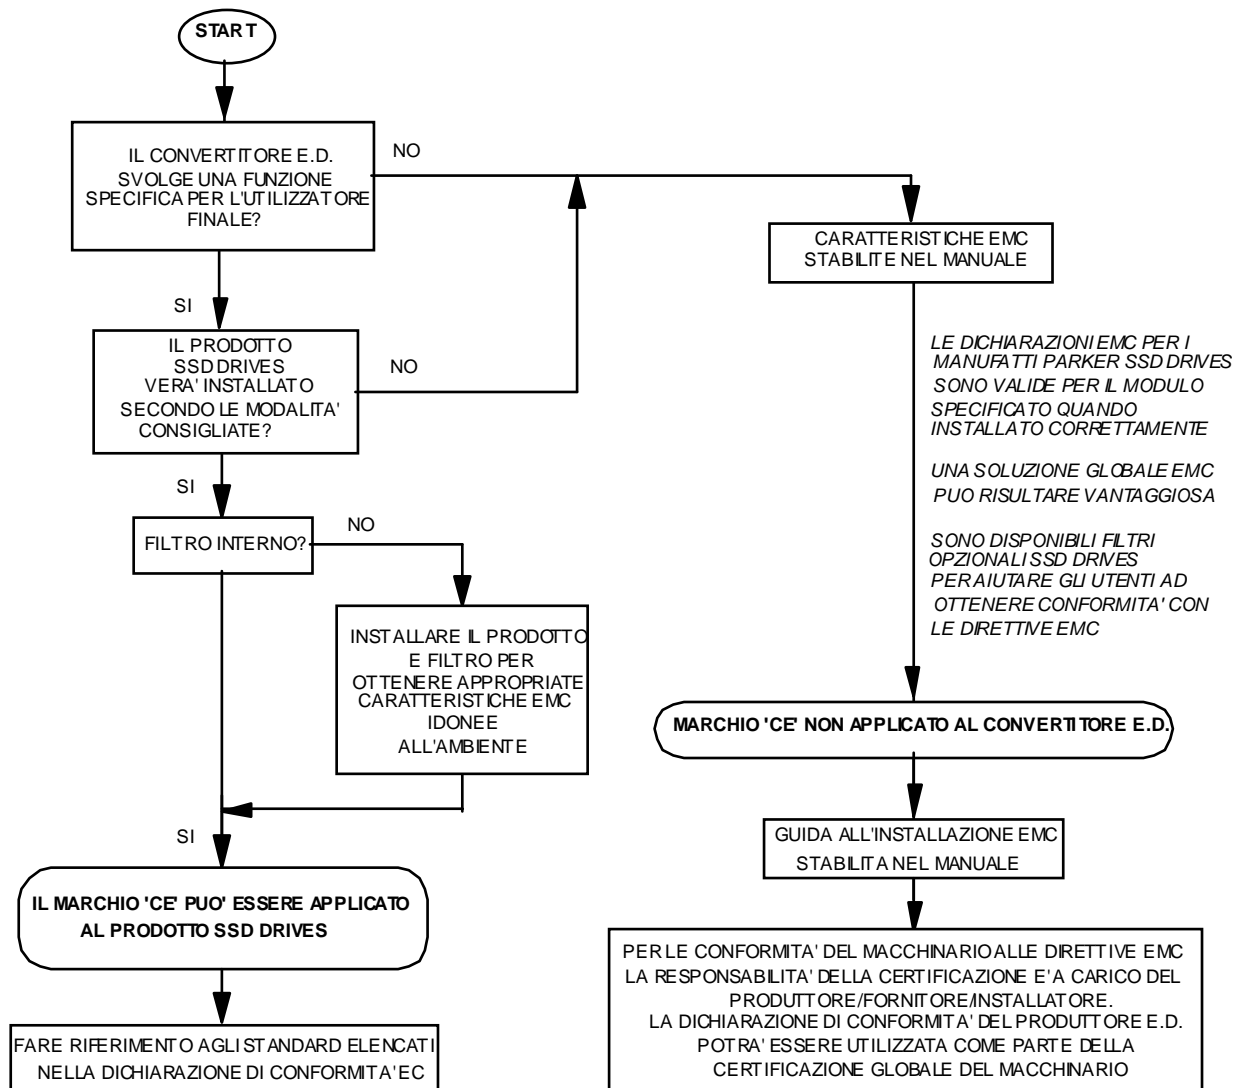 START
IL CONVERTITORE E.D.
SVOLGE UNA FUNZIONE
SPECIFICA PER L'UTILIZZATORE
FINALE?
NO
SI
IL PRODOTTO
SSD DRIVES
VERA' INSTALLATO
SECONDO LE MODALITA'
CONSIGLIATE?
NO
SI
FILTRO INTERNO?
NO
INSTALLARE IL PRODOTTO
E FILTRO PER
OTTENERE APPROPRIATE
CARATTERISTICHE EMC
IDONEE
ALL'AMBIENTE
SI
IL MARCHIO 'CE' PUO' ESSERE APPLICATO
AL PRODOTTO SSD DRIVES
FARE RIFERIMENTO AGLI STANDARD ELENCATI
NELLA DICHIARAZIONE DI CONFORMITA' EC
CARATTERISTICHE EMC
STABILITE NEL MANUALE
LE DICHIARAZIONI EMC PER I
MANUFATTI PARKER SSD DRIVES
SONO VALIDE PER IL MODULO
SPECIFICATO QUANDO
INSTALLATO CORRETTAMENTE
UNA SOLUZIONE GLOBALE EMC
PUO RISULTARE VANTAGGIOSA
SONO DISPONIBILI FILTRI
OPZIONALI SSD DRIVES
PER AIUTARE GLI UTENTI AD
OTTENERE CONFORMITA' CON
LE DIRETTIVE EMC
MARCHIO 'CE' NON APPLICATO AL CONVERTITORE E.D.
GUIDA ALL'INSTALLAZIONE EMC
STABILITA NEL MANUALE
PER LE CONFORMITA' DEL MACCHINARIO ALLE DIRETTIVE EMC
LA RESPONSABILITA' DELLA CERTIFICAZIONE E' A CARICO DEL
PRODUTTORE/FORNITORE/INSTALLATORE.
LA DICHIARAZIONE DI CONFORMITA' DEL PRODUTTORE E.D.
POTRA' ESSERE UTILIZZATA COME PARTE DELLA
CERTIFICAZIONE GLOBALE DEL MACCHINARIO